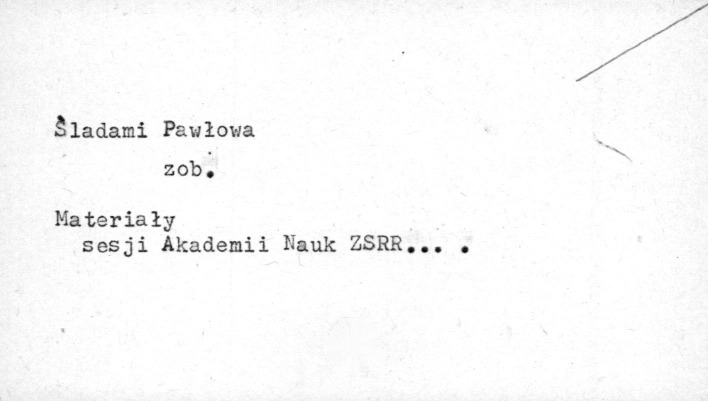 Śladami Pawłowa
zob.
Materiały
sesji Akademii Nauk ZSRR... .